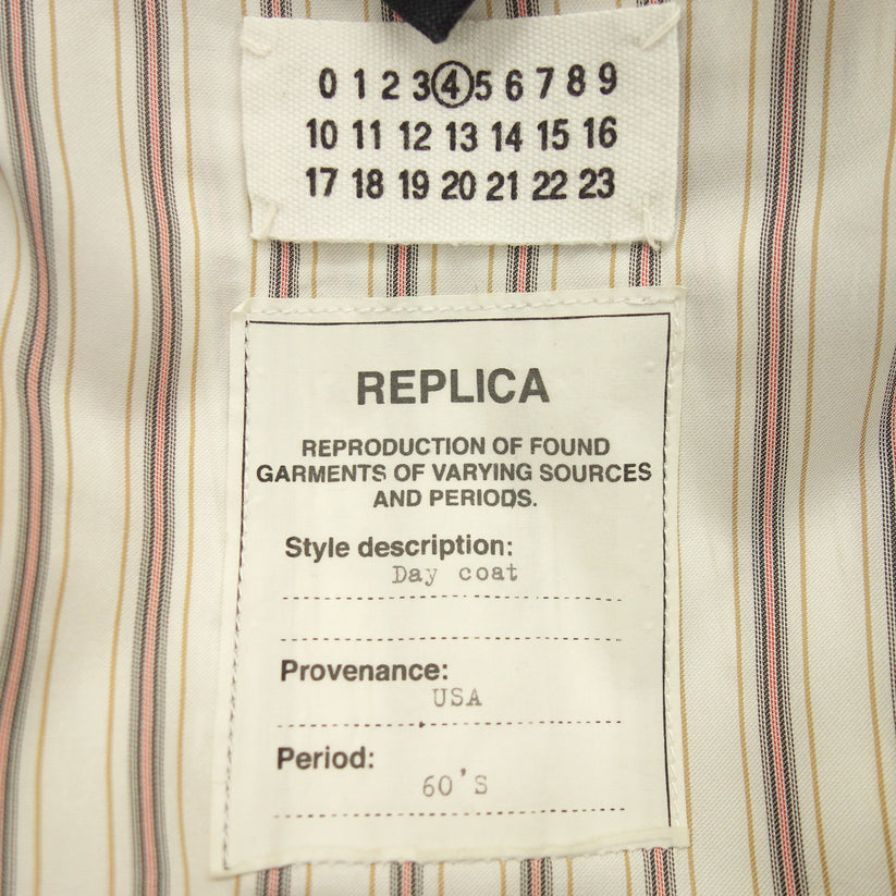 0 1 2 3 4 5 6 7 8 9
10 11 12 13 14 15 16
17 18 19 20 21 22 23
REPLICA
REPRODUCTION OF FOUND
GARMENTS OF VARYING SOURCES
AND PERIODS.
Style description:
Day coat
Provenance:
USA
Period:
60'S